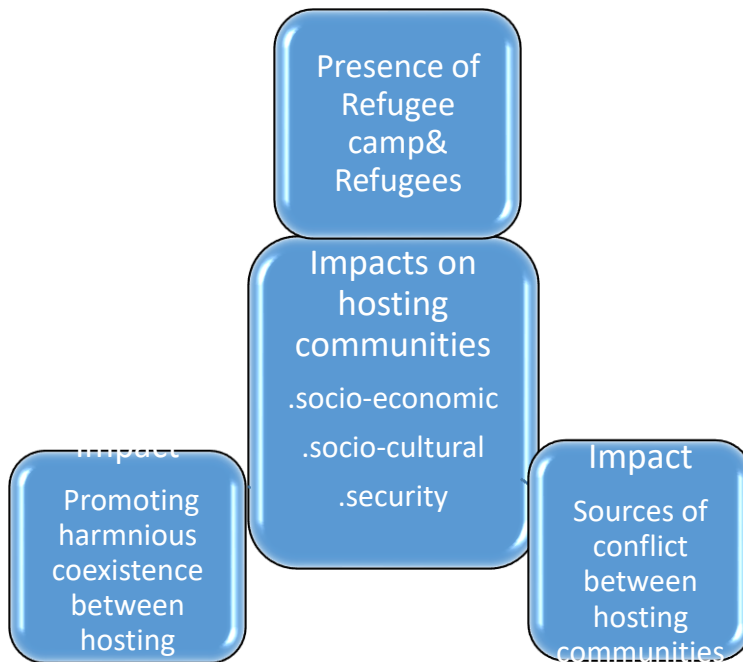 Presence of
Refugee
camp&
Refugees
Impacts on
hosting
communities
.socio-economic
.socio-cultural
.security
Impact
Promoting
harmnious
coexistence
between
hosting
Impact
Sources of
conflict
between
hosting
communities